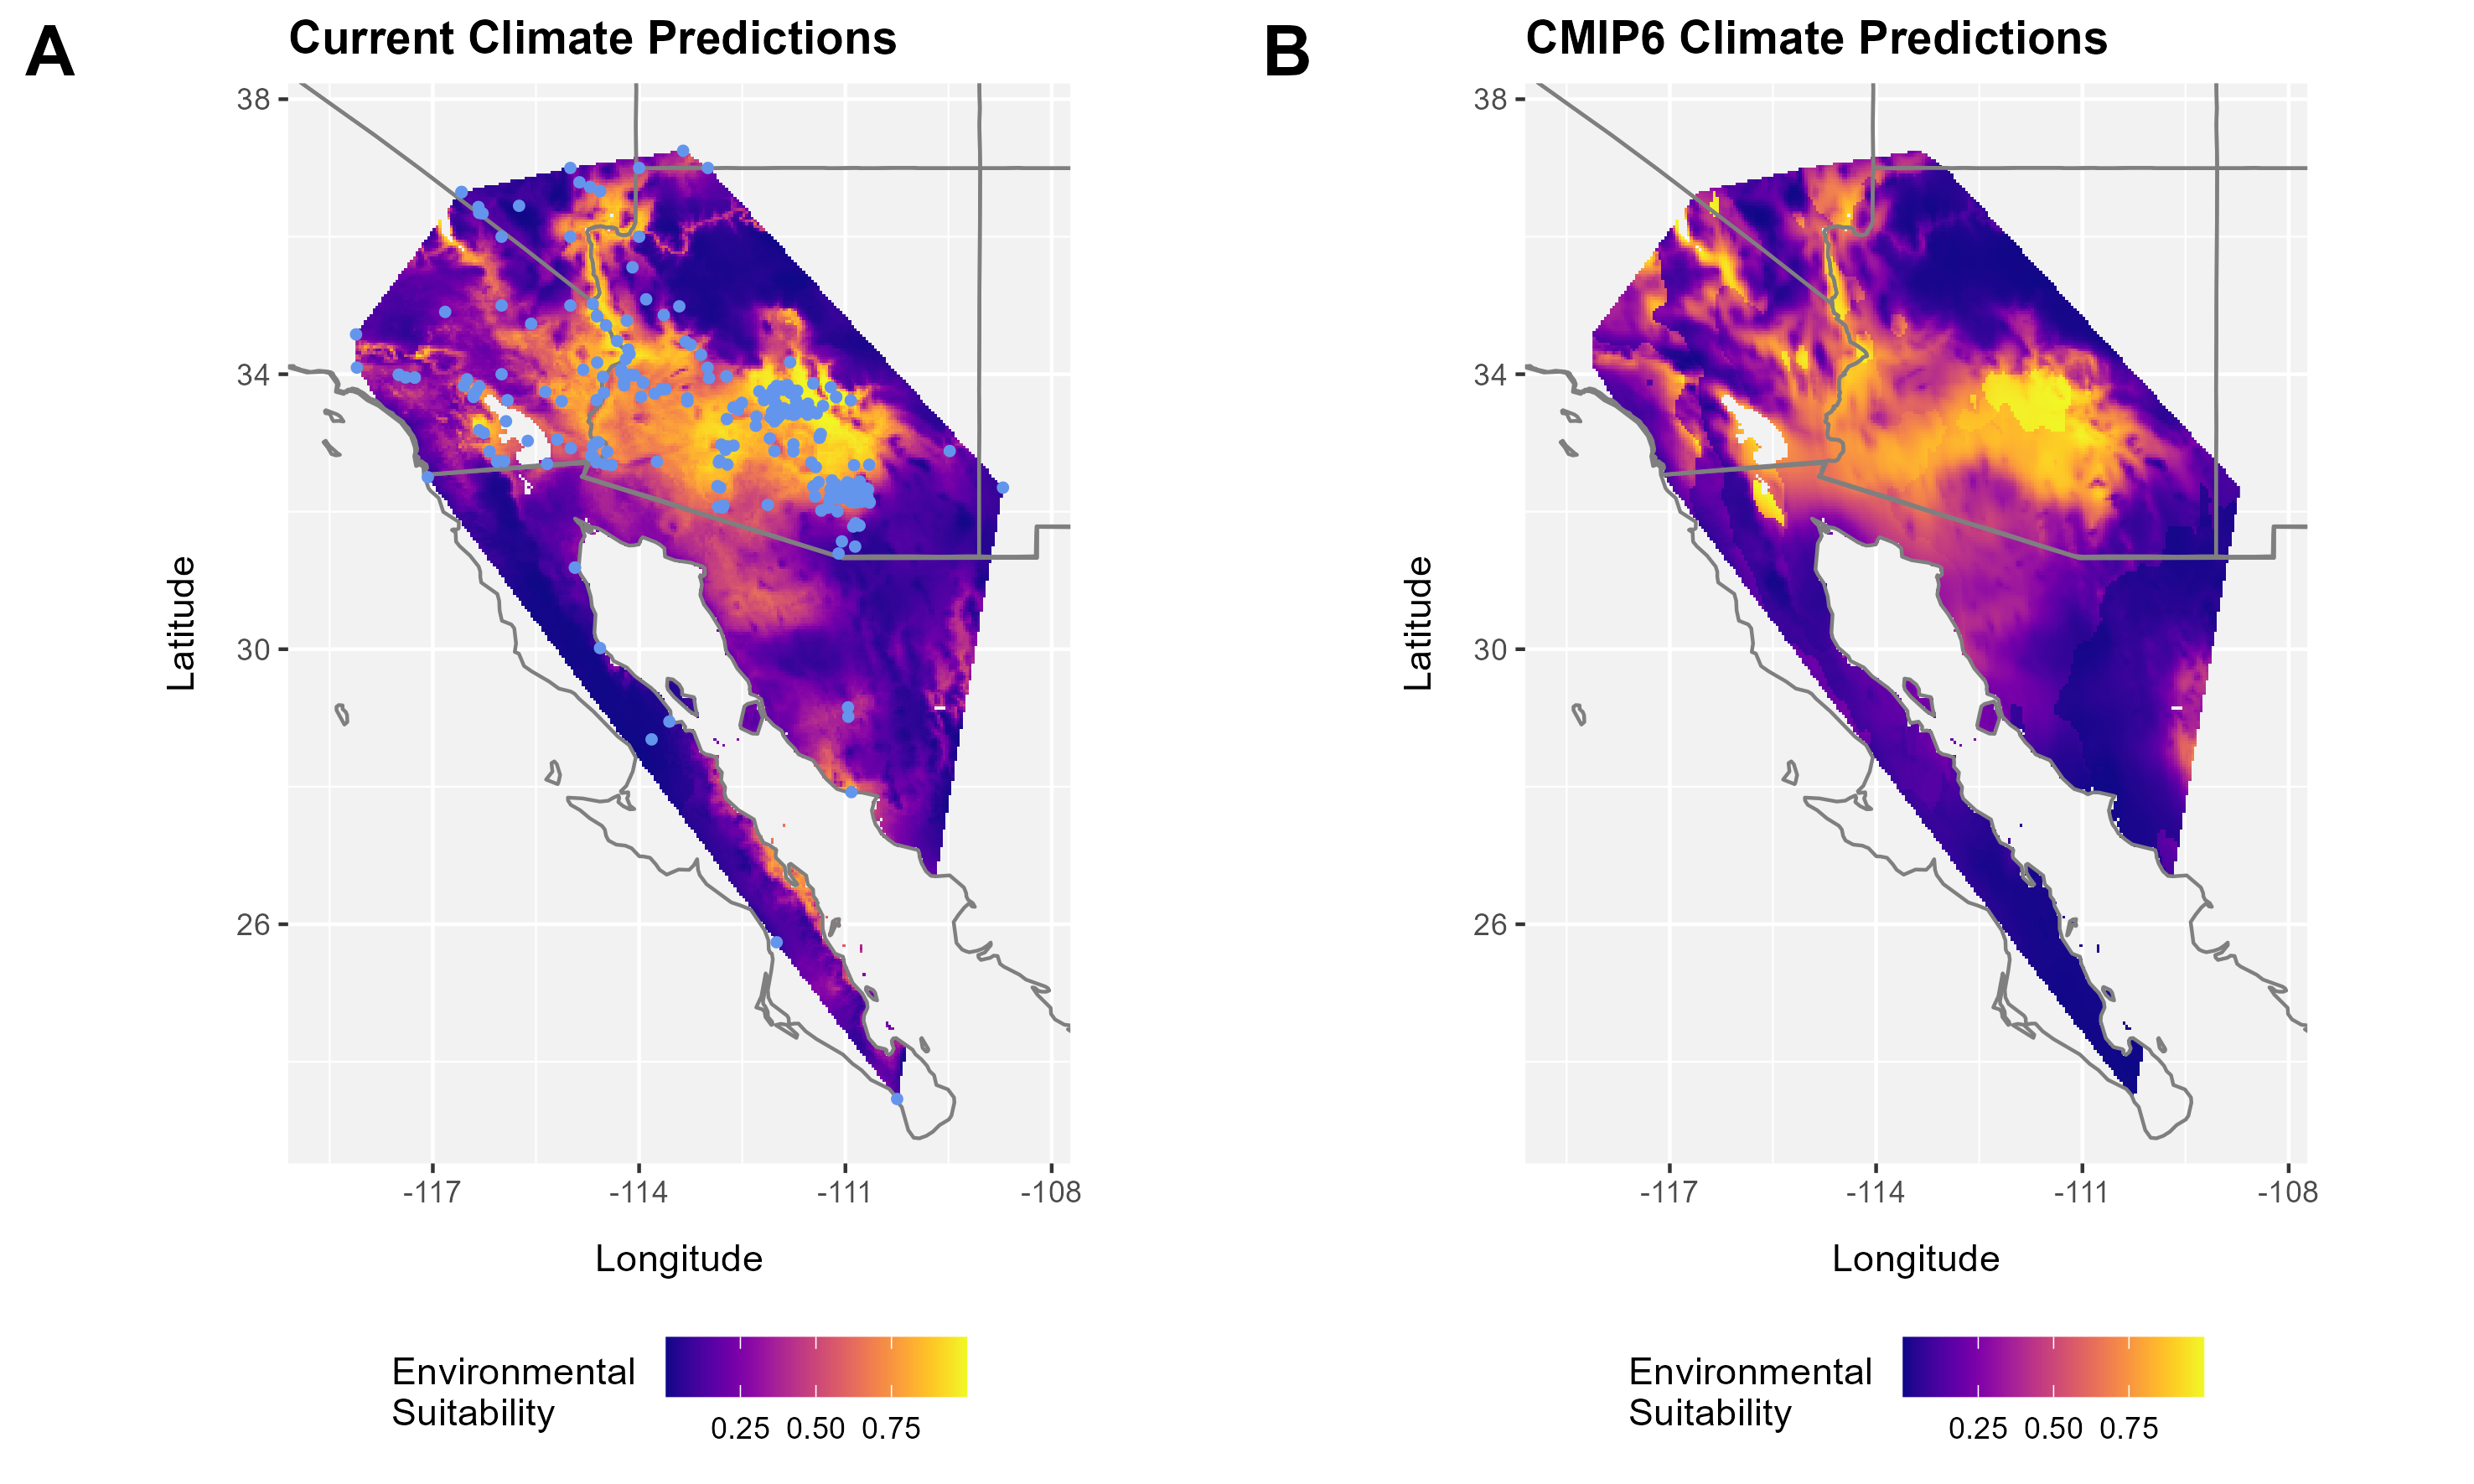 A
Current Climate Predictions
38
34
30
26
Latitude
-117
-114
-111
-108
Longitude
Environmental
Suitability
0.25
0.50
0.75
B
CMIP6 Climate Predictions
38
34
30
26
Latitude
-117
-114
-111
-108
Longitude
Environmental
Suitability
0.25
0.50
0.75